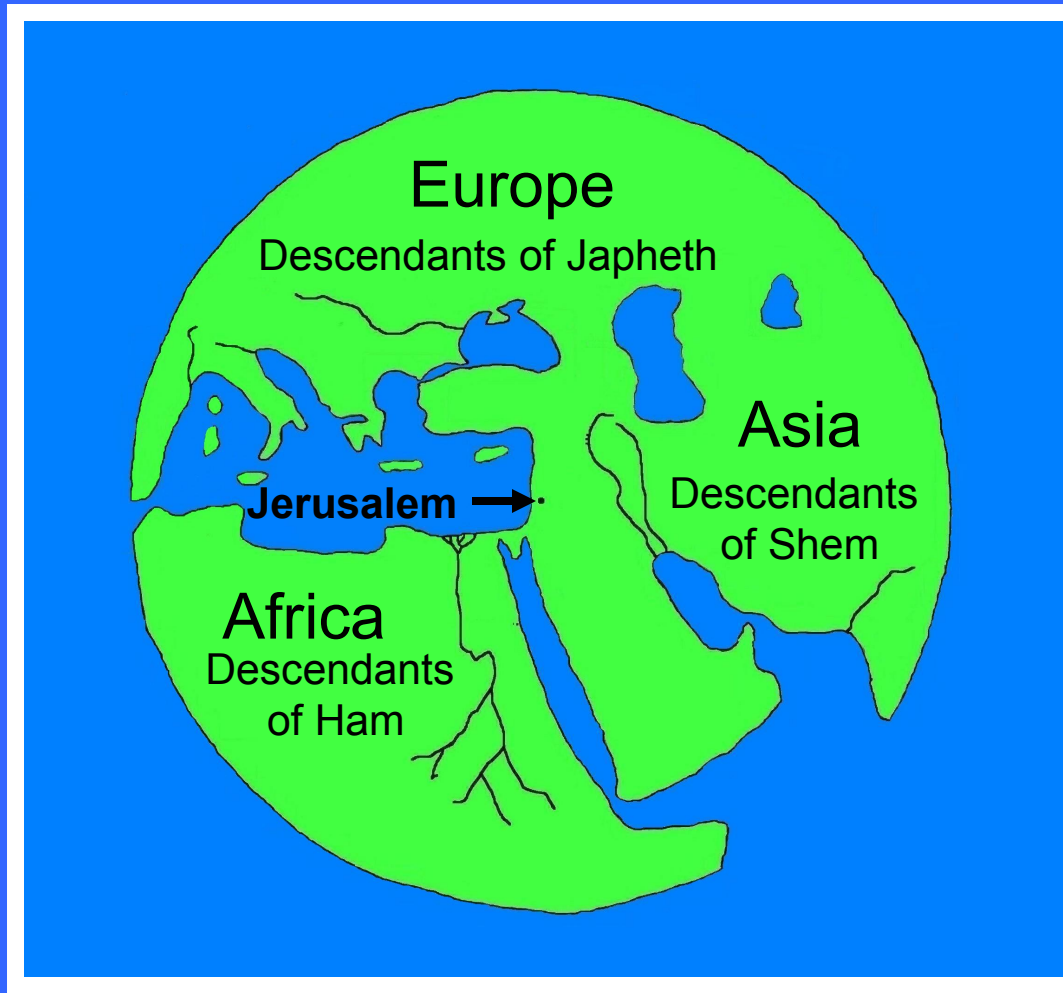 Europe
Descendants of Japheth
Asia
Descendants
of Shem
Jerusalem
Africa
Descendants
of Ham